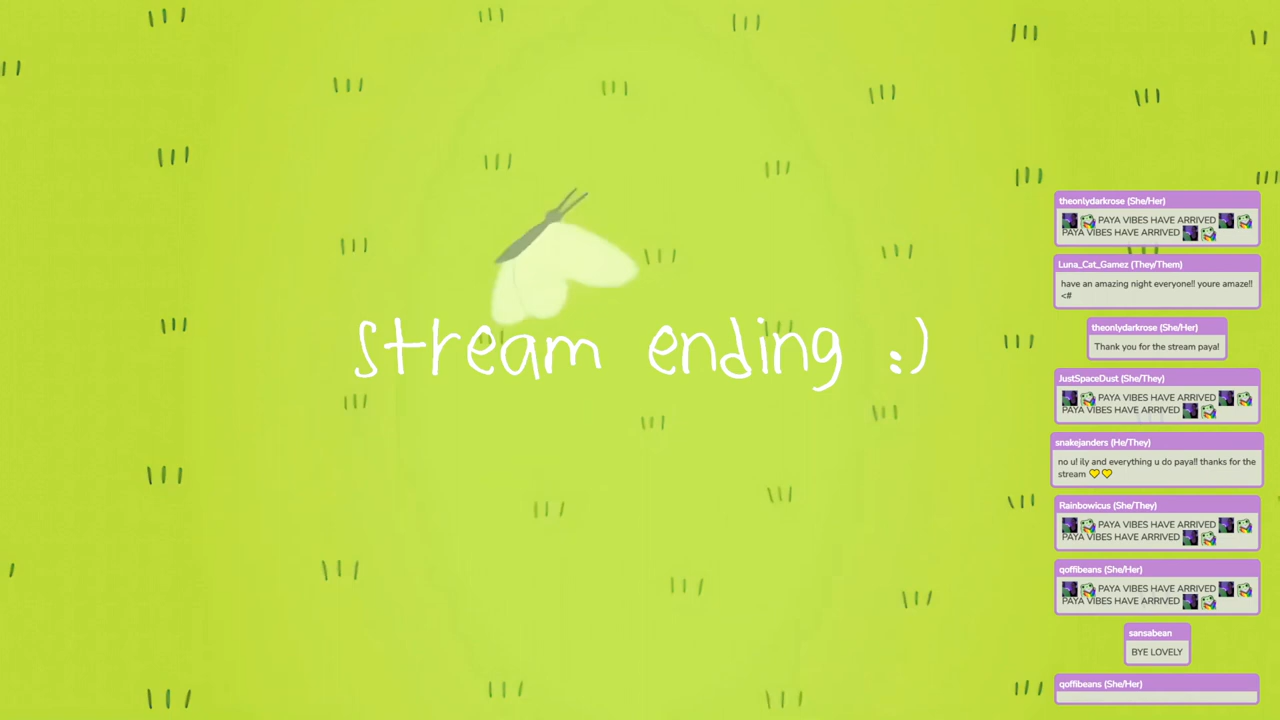 stream ending :)
theonlydarkrose (She/Her)
PAYA VIBES HAVE ARRIVED
PAYA VIBES HAVE ARRIVED
Luna_Cat_Gamez (They/Them)
have an amazing night everyone!! youre amaze!!
<#
theonlydarkrose (She/Her)
Thank you for the stream paya!
JustSpaceDust (She/They)
PAYA VIBES HAVE ARRIVED
PAYA VIBES HAVE ARRIVED
snakejanders (He/They)
no u! ily and everything u do paya!! thanks for the
stream 💛💛
Rainbowicus (She/They)
PAYA VIBES HAVE ARRIVED
PAYA VIBES HAVE ARRIVED
qoffibeans (She/Her)
PAYA VIBES HAVE ARRIVED
PAYA VIBES HAVE ARRIVED
sansabean
BYE LOVELY
qoffibeans (She/Her)